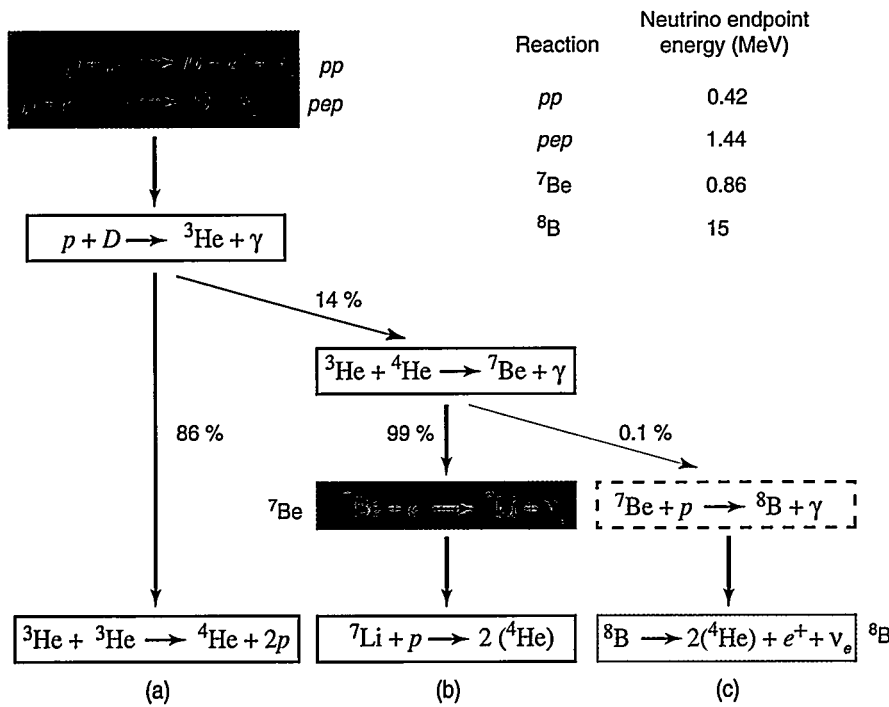 Reaction Neutrino endpoint energy (MeV)
pp 0.42
pep 1.44
⁷Be 0.86
⁸B 15
pp
pep
p + D → ³He + γ
14 %
³He + ⁴He → ⁷Be + γ
86 %
99 %
0.1 %
⁷Be
⁷Be + p → ⁸B + γ
³He + ³He → ⁴He + 2p
⁷Li + p → 2 (⁴He)
⁸B → 2(⁴He) + e⁺ + νₑ
⁸B
(a)
(b)
(c)